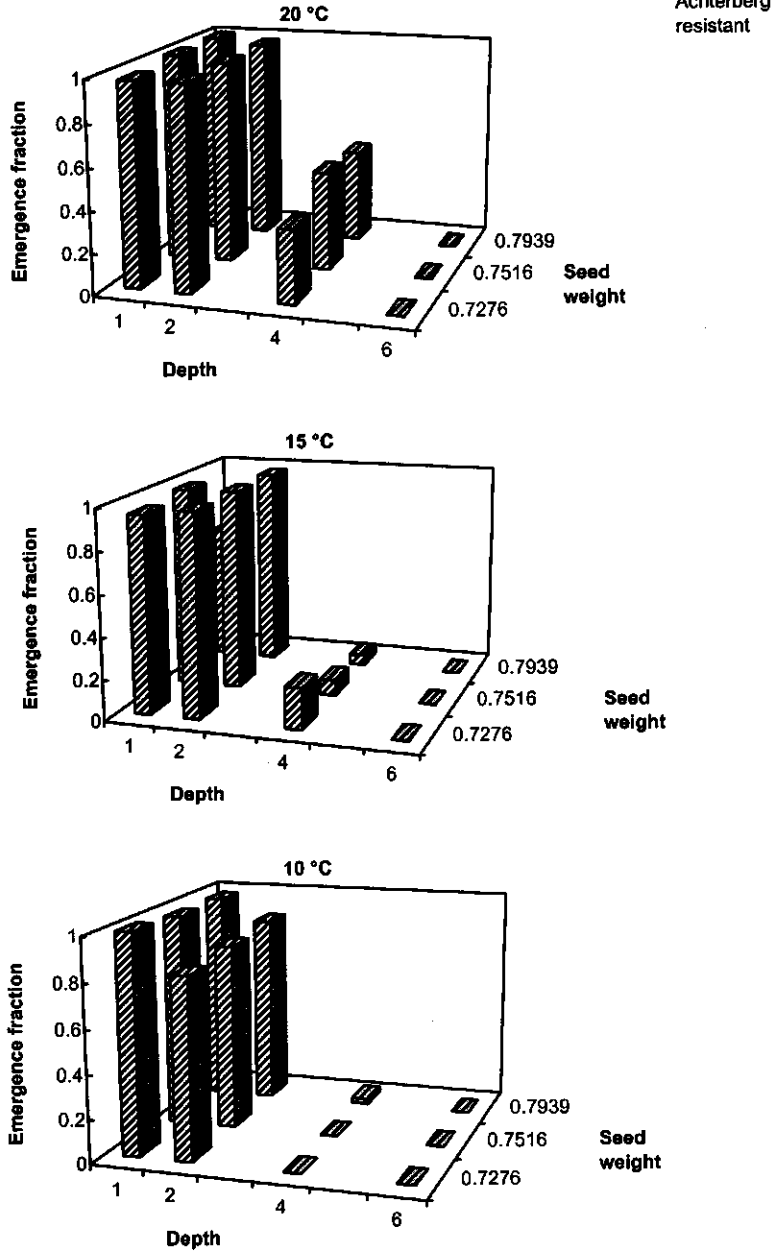 Achterberg
resistant
20 °C
Emergence fraction
1
0.8
0.6
0.4
0.2
0
1 2 4 6
Depth
0.7939
0.7516
0.7276
Seed
weight
15 °C
Emergence fraction
1
0.8
0.6
0.4
0.2
0
1 2 4 6
Depth
0.7939
0.7516
0.7276
Seed
weight
10 °C
Emergence fraction
1
0.8
0.6
0.4
0.2
0
1 2 4 6
Depth
0.7939
0.7516
0.7276
Seed
weight